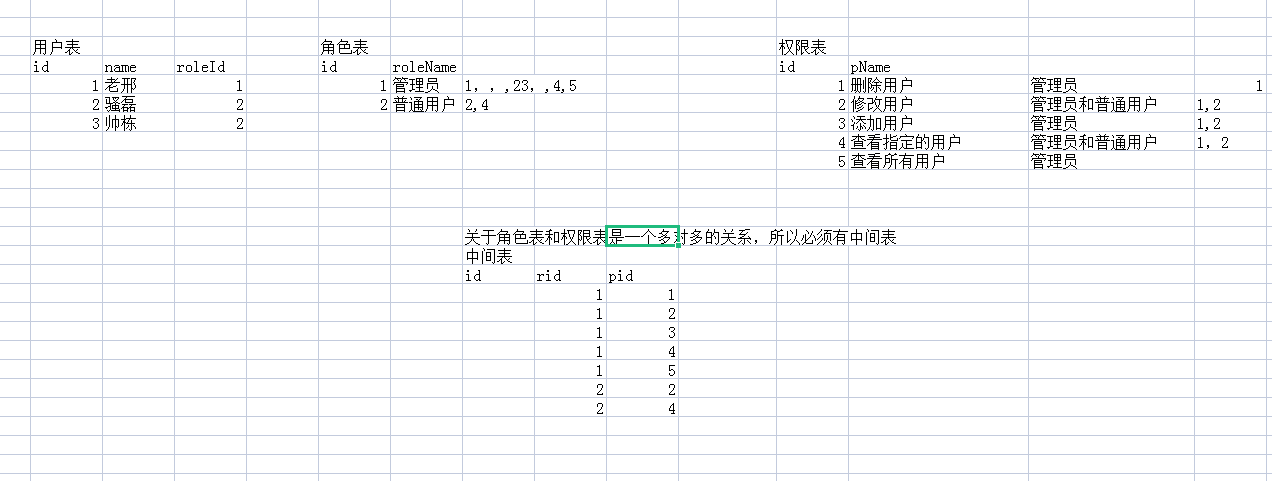 用户表 角色表 权限表
id name roleId id roleName id pName
1 老邢 1 1 管理员 1，，,23，,4,5 1 删除用户 管理员 1
2 骚磊 2 2 普通用户 2,4 2 修改用户 管理员和普通用户 1,2
3 帅栋 2 3 添加用户 管理员 1,2
4 查看指定的用户 管理员和普通用户 1，2
5 查看所有用户 管理员
关于角色表和权限表是一个多对多的关系，所以必须有中间表
中间表
id rid pid
1 1
1 2
1 3
1 4
1 5
2 2
2 4